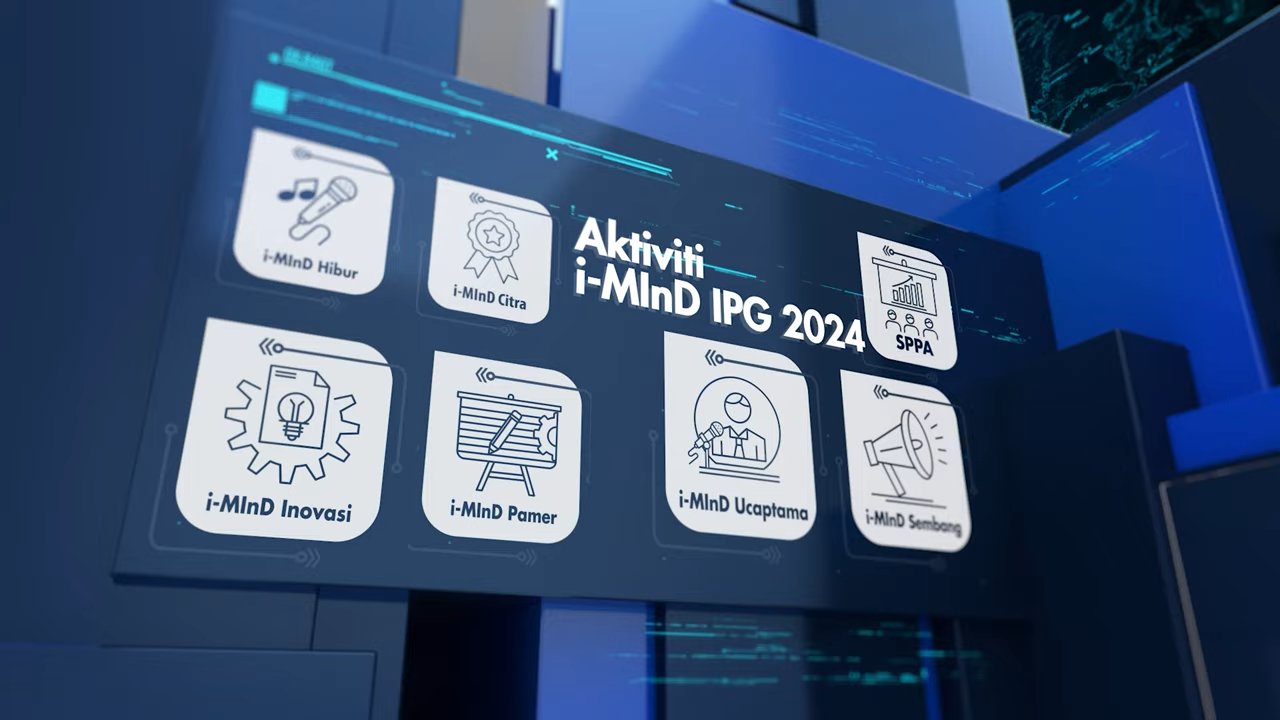 i-MInD Hibur
i-MInD Citra
Aktiviti
i-MInD IPG 2024
SPPA
i-MInD Inovasi
i-MInD Pamer
i-MInD Ucaptama
i-MInD Sembang